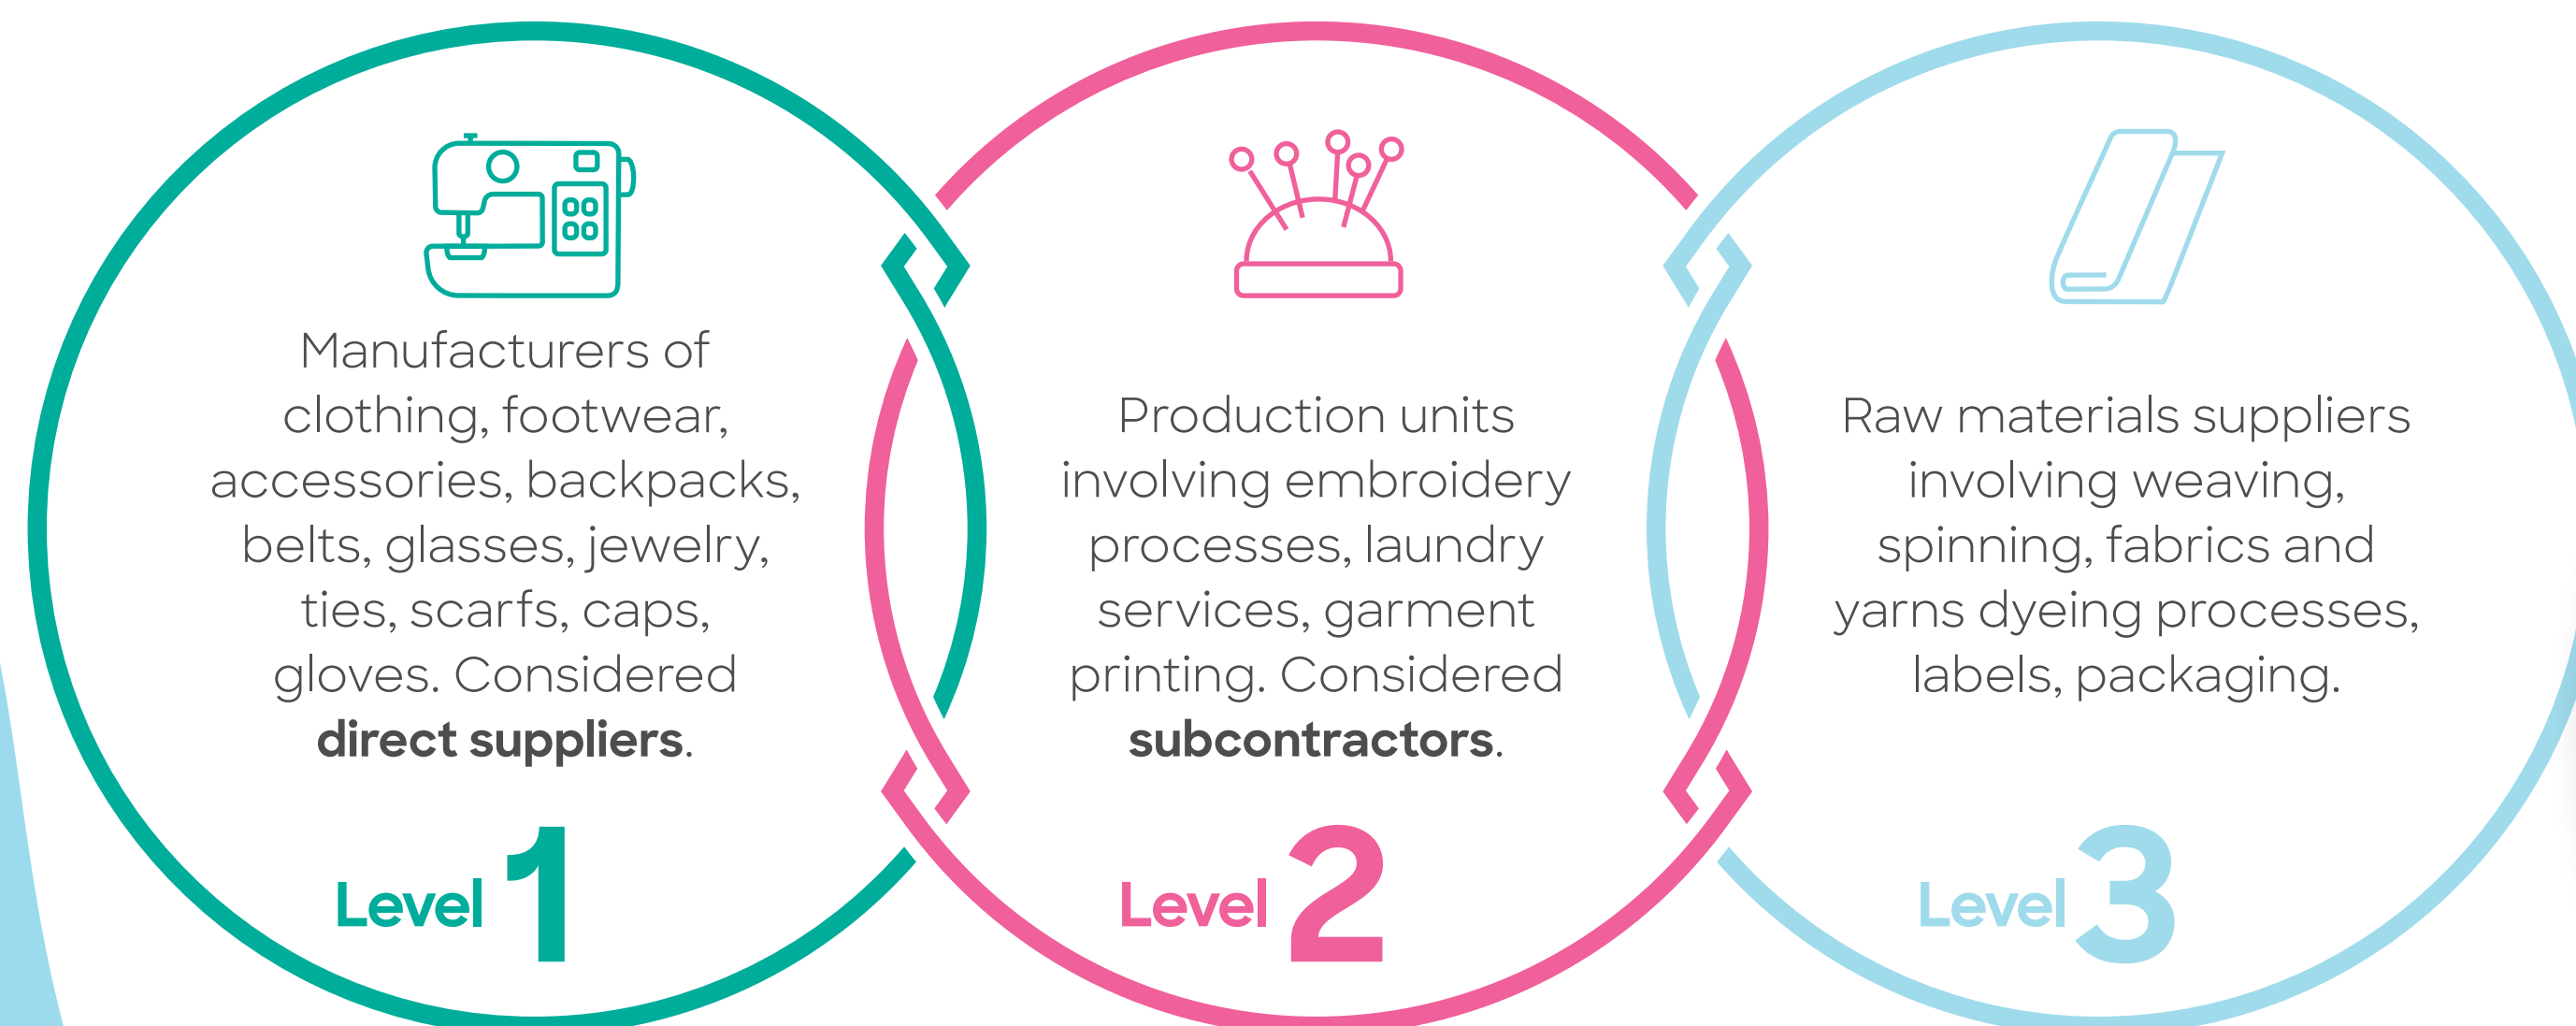 Manufacturers of
clothing, footwear,
accessories, backpacks,
belts, glasses, jewelry,
ties, scarfs, caps,
gloves. Considered
direct suppliers.
Level 1
Production units
involving embroidery
processes, laundry
services, garment
printing. Considered
subcontractors.
Level 2
Raw materials suppliers
involving weaving,
spinning, fabrics and
yarns dyeing processes,
labels, packaging.
Level 3